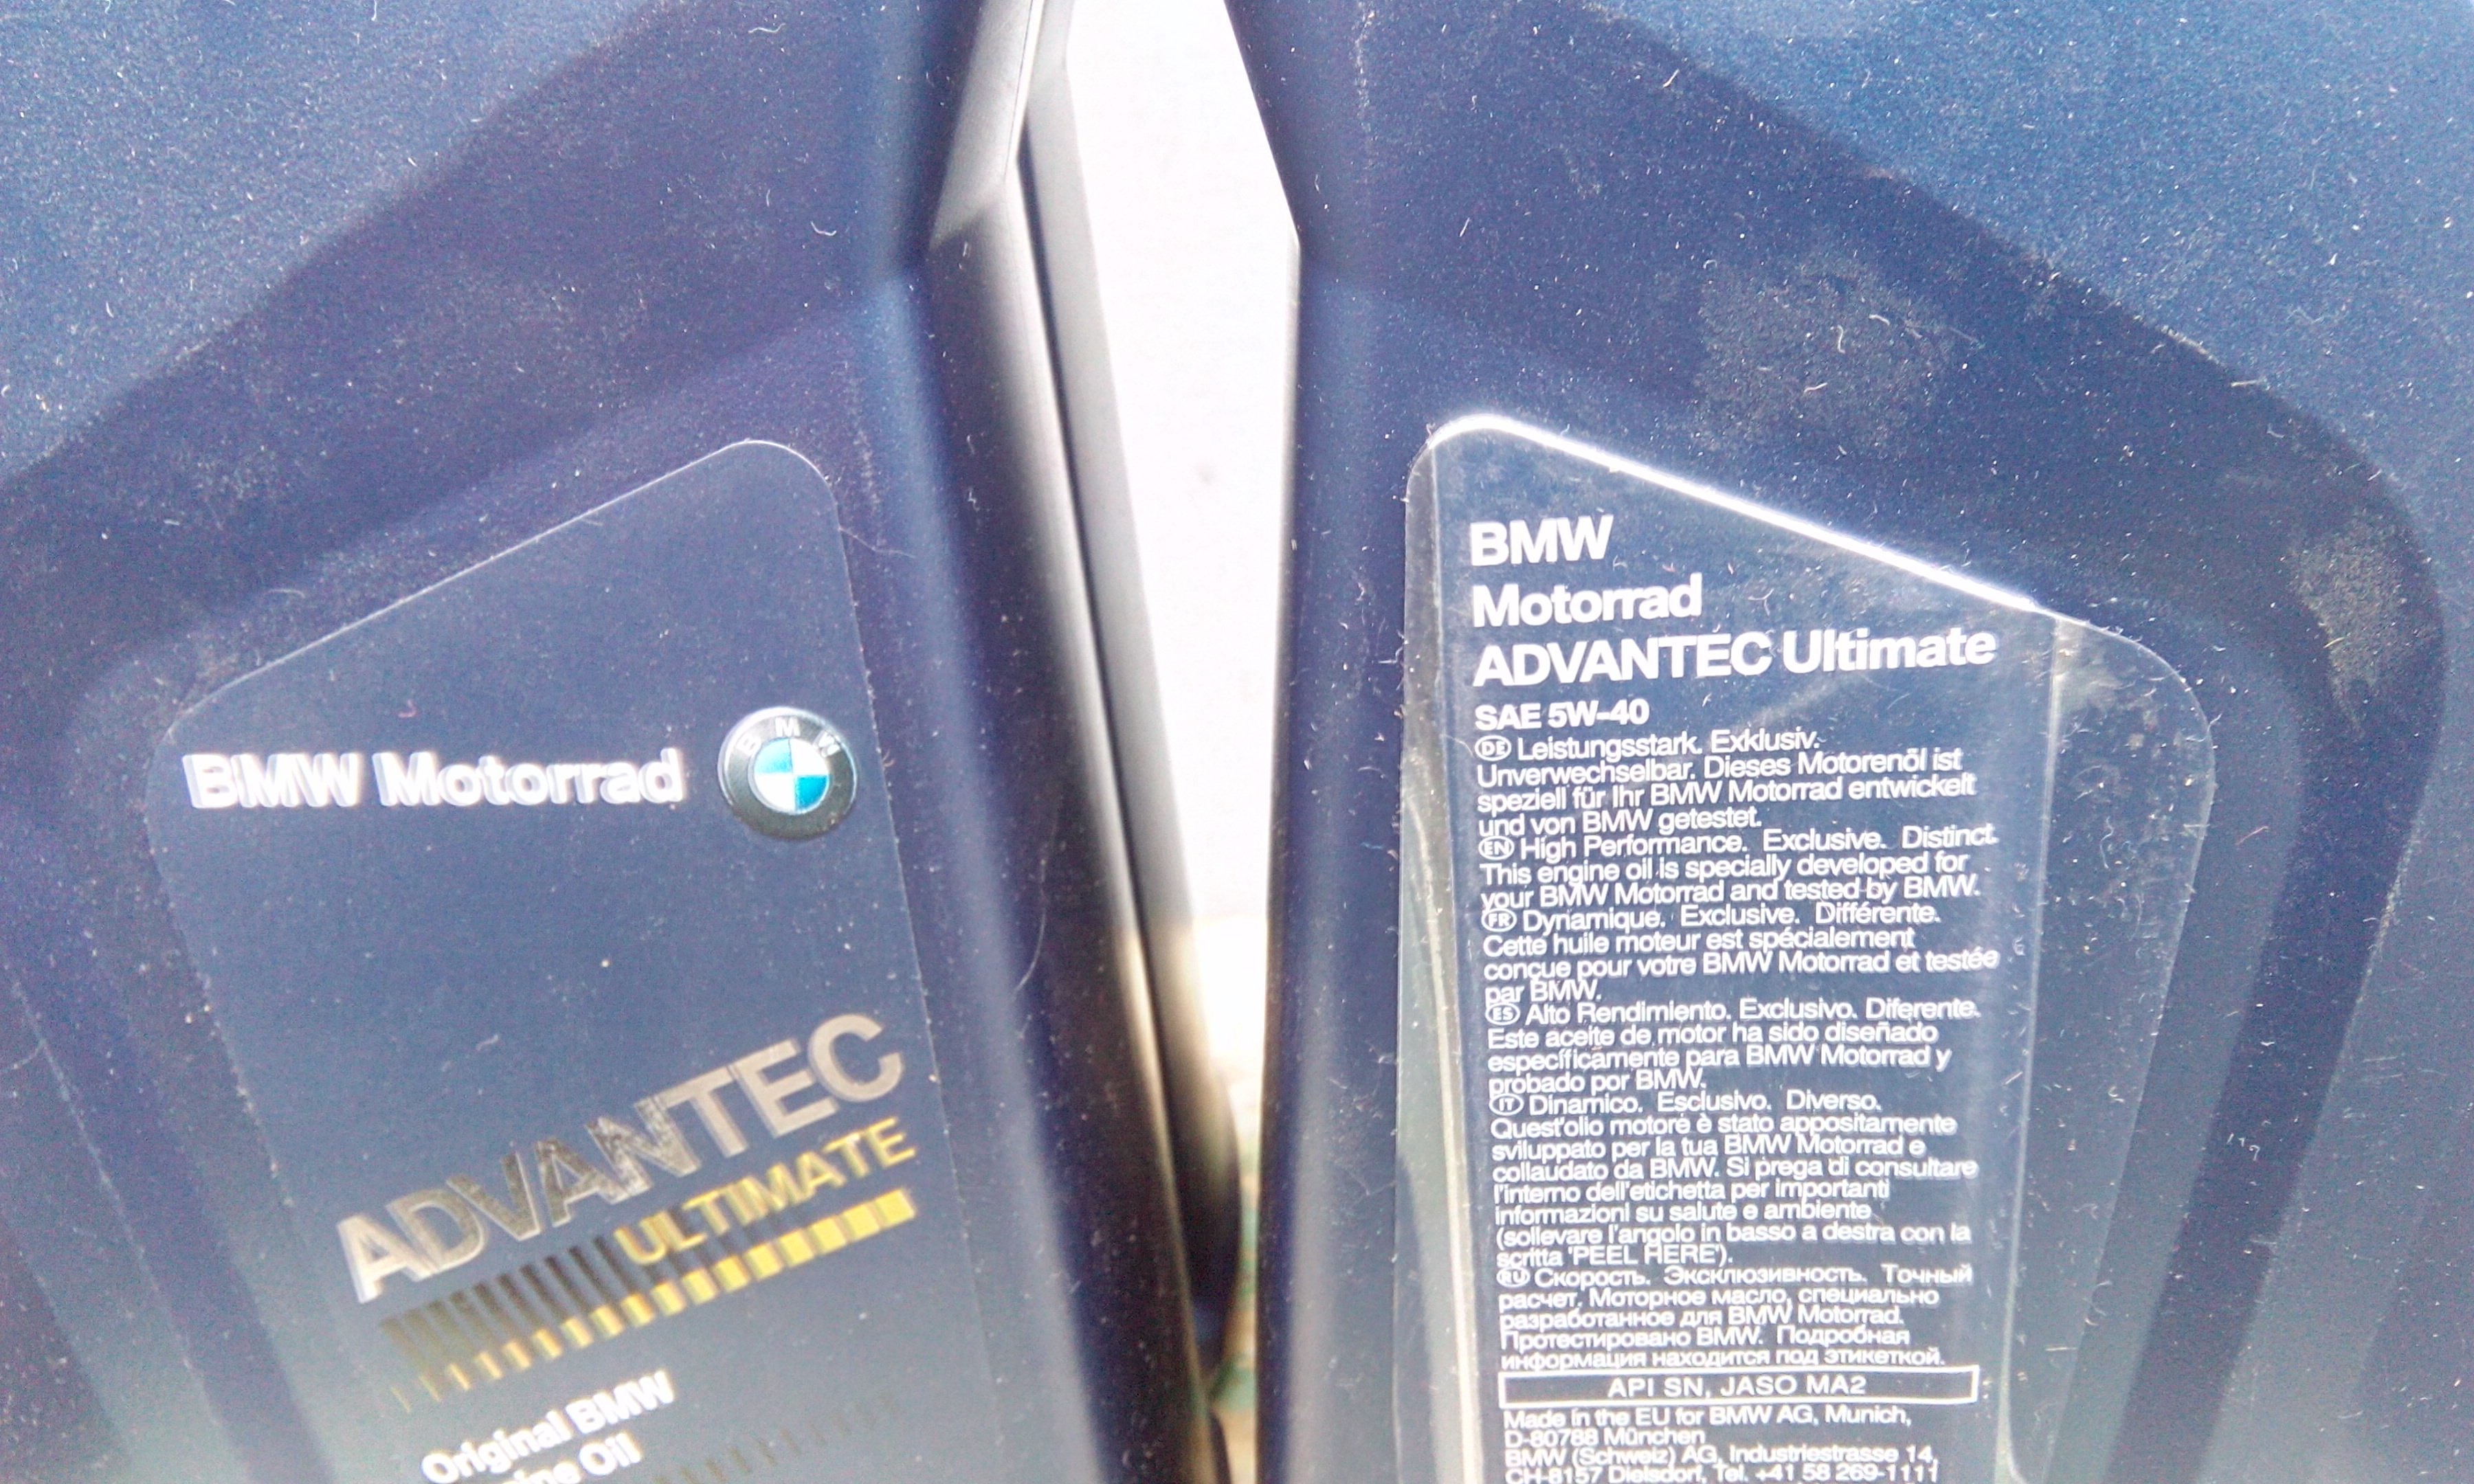 BMW Motorrad
BMW
ADVANTEC
ULTIMATE
Original BMW
Oil
BMW
Motorrad
ADVANTEC Ultimate
SAE 5W-40
DE Leistungsstark. Exklusiv.
Unverwechselbar. Dieses Motorenöl ist
speziell für Ihr BMW Motorrad entwickelt
und von BMW getestet.
EN High Performance. Exclusive. Distinct.
This engine oil is specially developed for
your BMW Motorrad and tested by BMW.
FR Dynamique. Exclusive. Différente.
Cette huile moteur est spécialement
conçue pour votre BMW Motorrad et testée
par BMW.
ES Alto Rendimiento. Exclusivo. Diferente.
Este aceite de motor ha sido diseñado
específicamente para BMW Motorrad y
probado por BMW.
IT Dinamico. Esclusivo. Diverso.
Quest'olio motore è stato appositamente
sviluppato per la tua BMW Motorrad e
collaudato da BMW. Si prega di consultare
l'interno dell'etichetta per importanti
informazioni su salute e ambiente
(sollevare l'angolo in basso a destra con la
scritta 'PEEL HERE').
RU Скорость. Эксклюзивность. Точный
расчет. Моторное масло, специально
разработанное для BMW Motorrad.
Протестировано BMW. Подробная
информация находится под этикеткой.
API SN, JASO MA2
Made in the EU for BMW AG, Munich,
D-80788 München
BMW (Schweiz) AG, Industriestrasse 14,
CH-8157 Dielsdorf, Tel. +41 58 269-1111